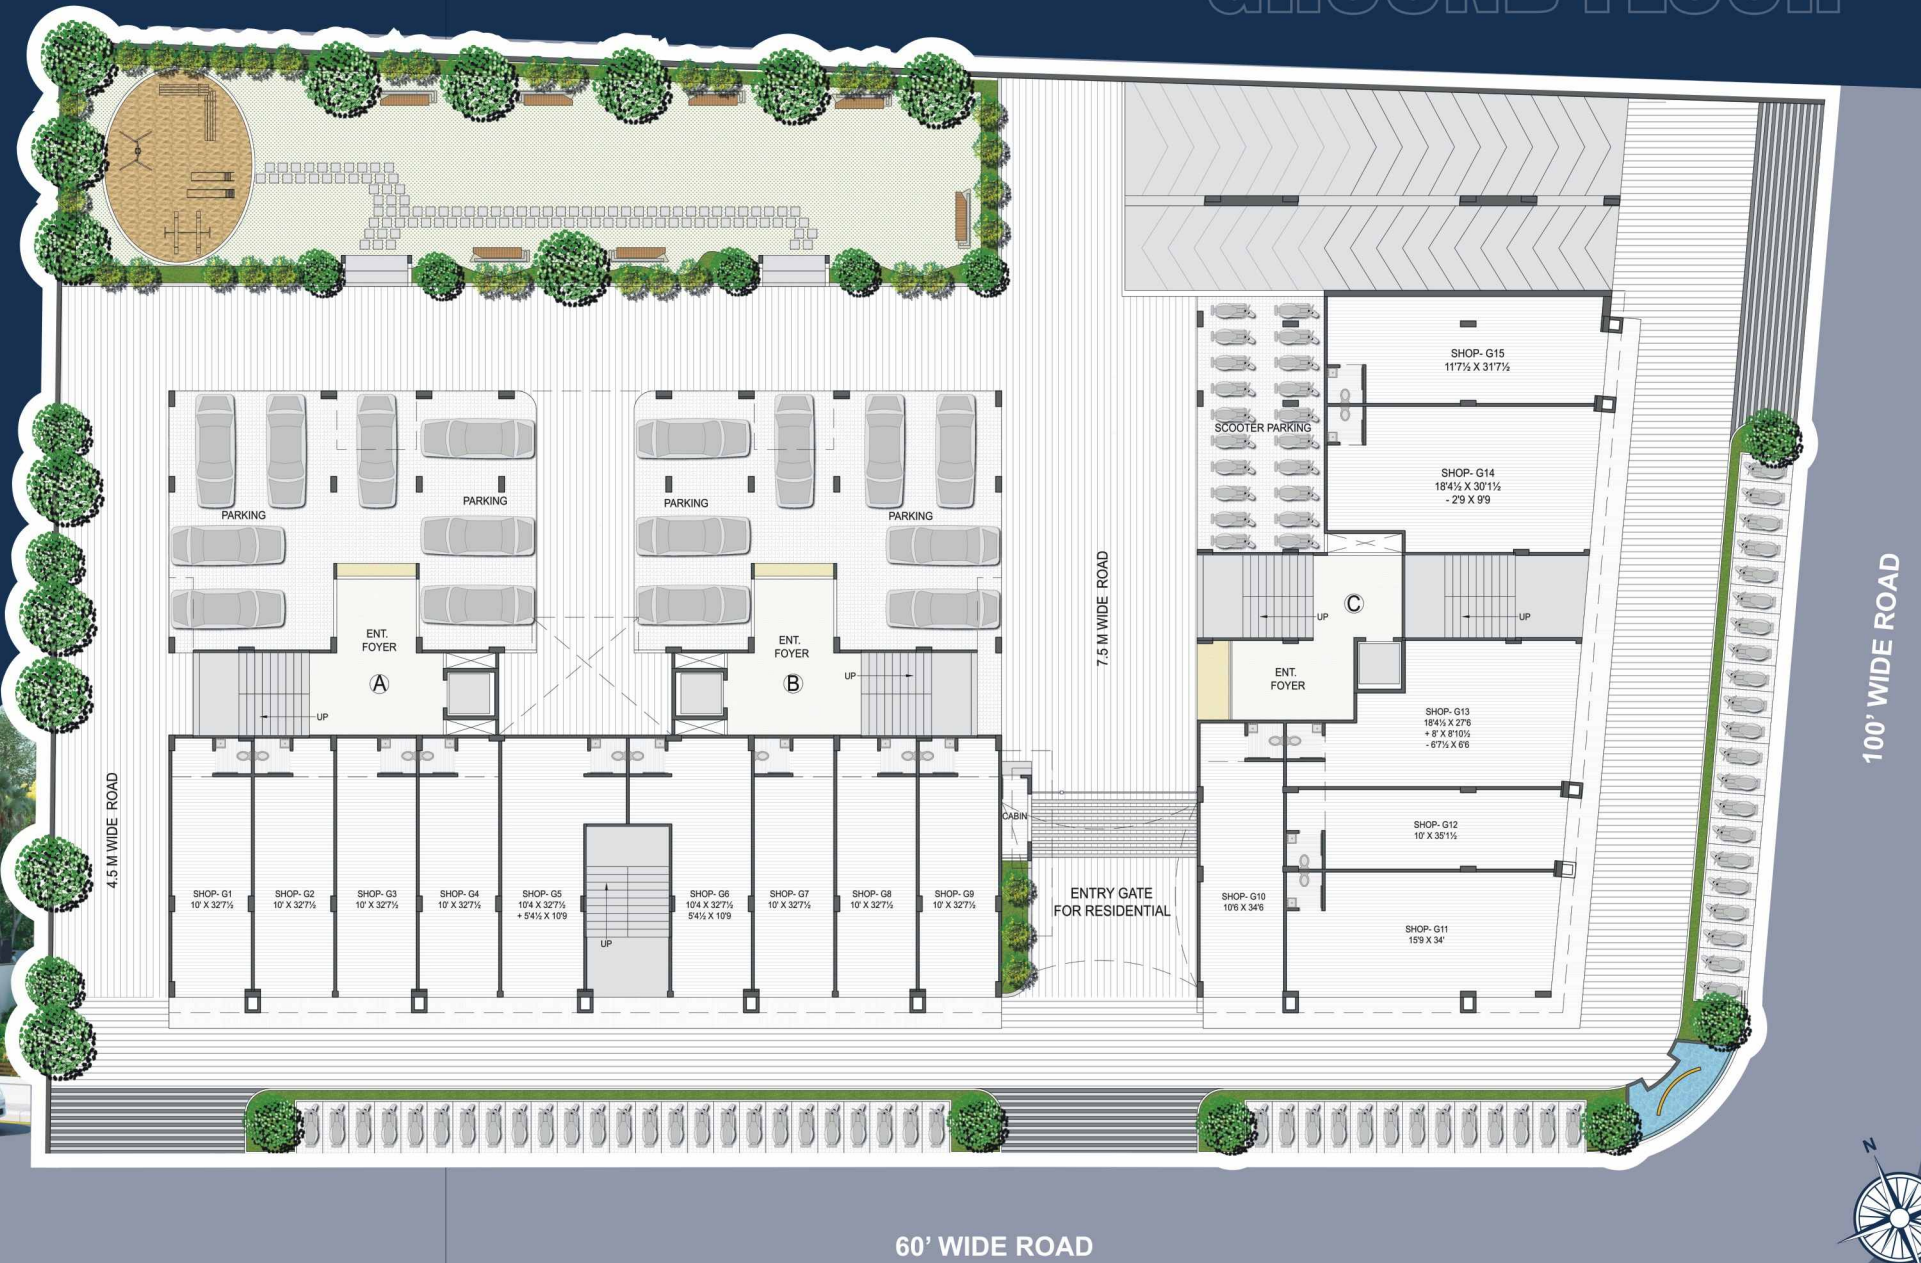 GROUND FLOOR
SHOP- G15
11'7½ X 31'7½
SCOOTER PARKING
SHOP- G14
18'4½ X 30'1½
- 2'9 X 9'9
PARKING
PARKING
PARKING
PARKING
7.5 M WIDE ROAD
100' WIDE ROAD
C
UP
UP
ENT.
FOYER
A
UP
ENT.
FOYER
B
UP
ENT.
FOYER
SHOP- G13
18'4½ X 27'6
+ 8' X 8'10½
- 6'7½ X 6'6
4.5 M WIDE ROAD
CABIN
SHOP- G12
10' X 35'1½
SHOP- G1
10' X 32'7½
SHOP- G2
10' X 32'7½
SHOP- G3
10' X 32'7½
SHOP- G4
10' X 32'7½
SHOP- G5
10'4 X 32'7½
+ 5'4½ X 10'9
UP
SHOP- G6
10'4 X 32'7½
5'4½ X 10'9
SHOP- G7
10' X 32'7½
SHOP- G8
10' X 32'7½
SHOP- G9
10' X 32'7½
ENTRY GATE
FOR RESIDENTIAL
SHOP- G10
10'6 X 34'6
SHOP- G11
15'9 X 34'
N
60' WIDE ROAD